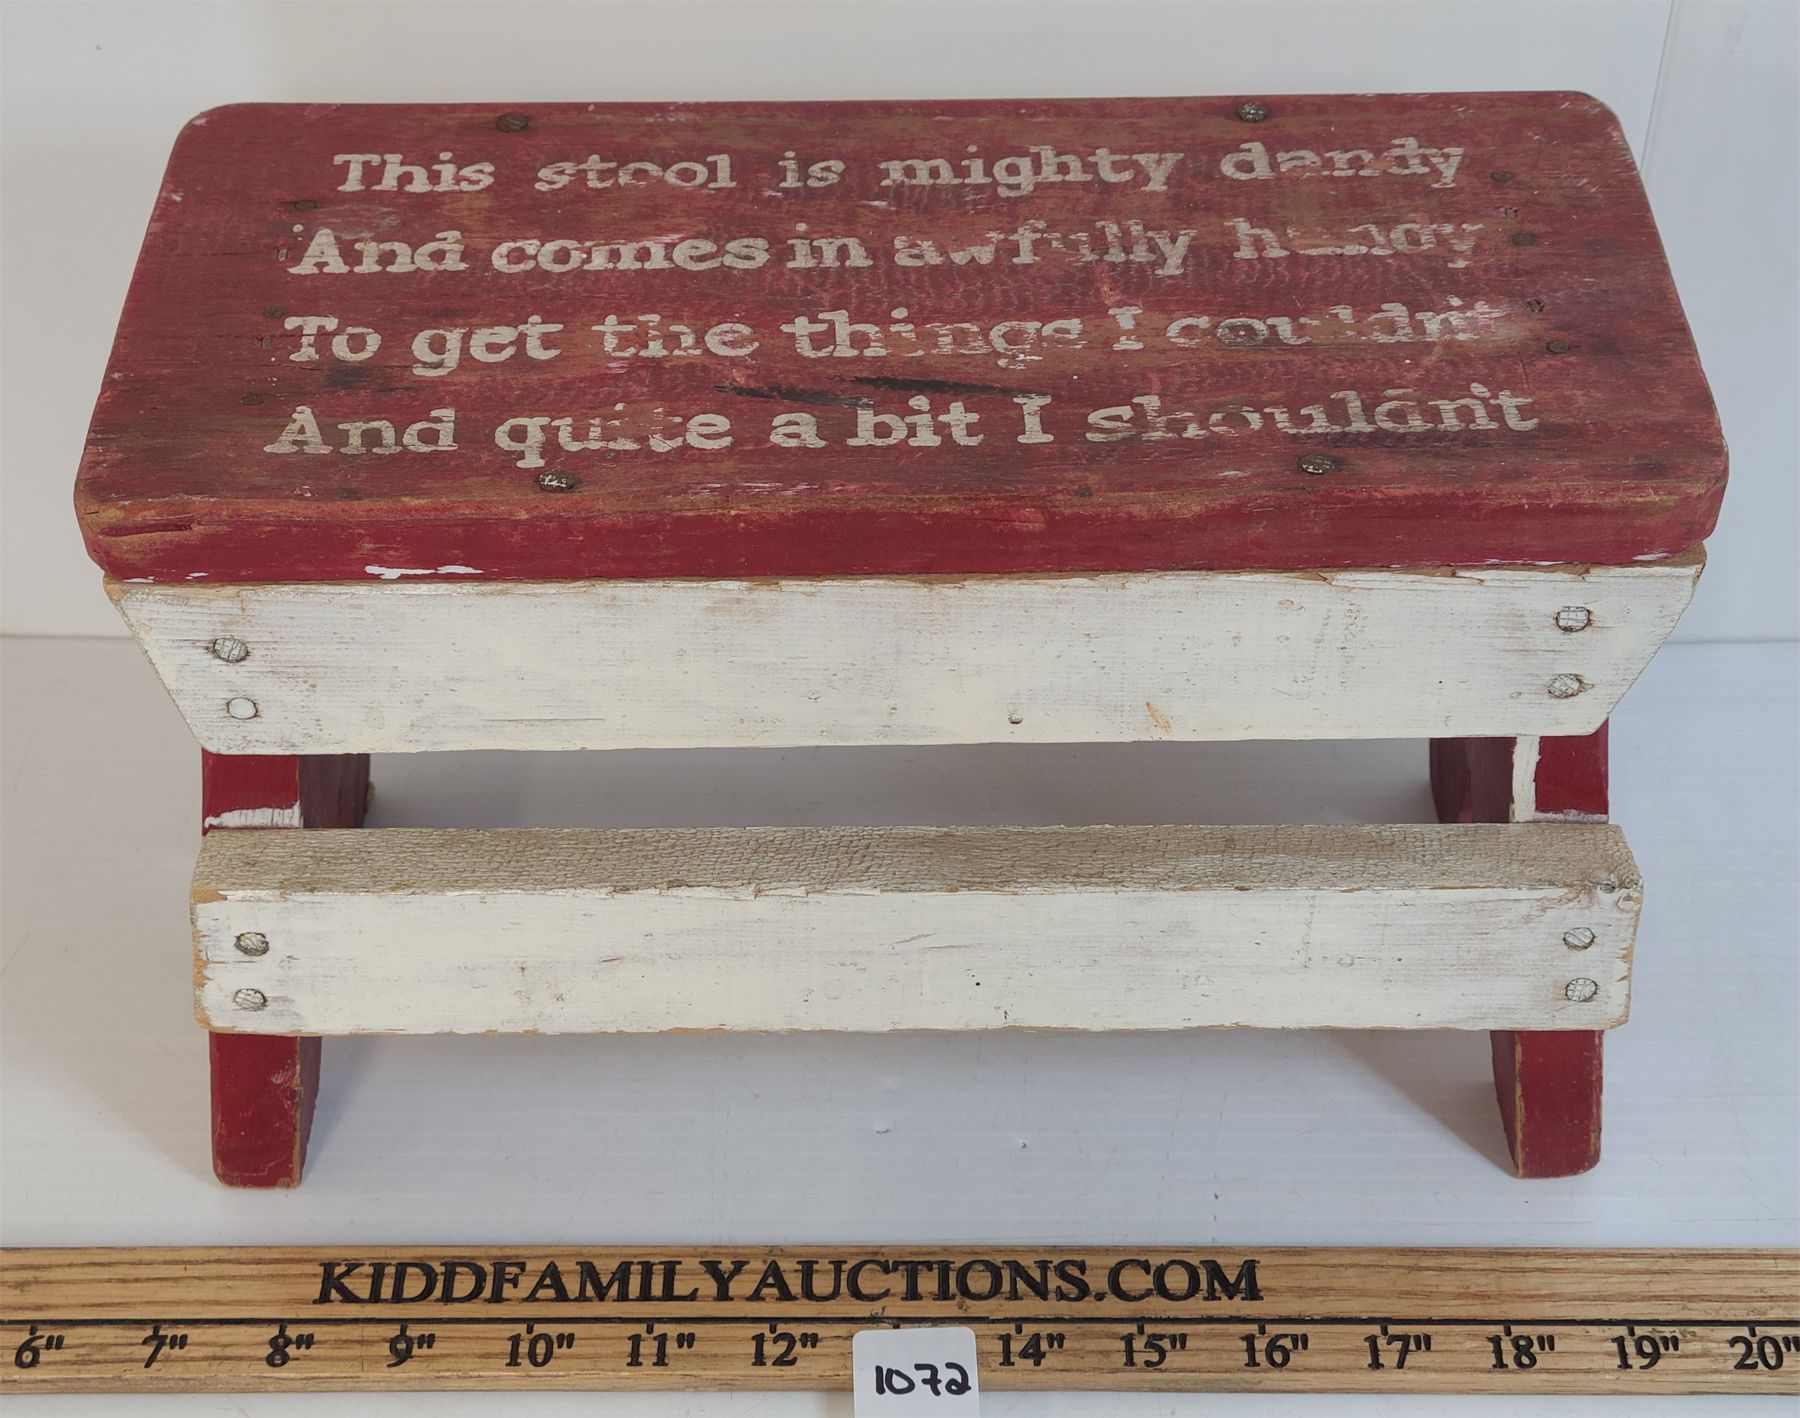 This stool is mighty dandy
And comes in awfully handy
To get the things I couldn't
And quite a bit I shouldn't
KIDDFAMILYAUCTIONS.COM
6" 7" 8" 9" 10" 11" 12" 14" 15" 16" 17" 18" 19" 20"
1072